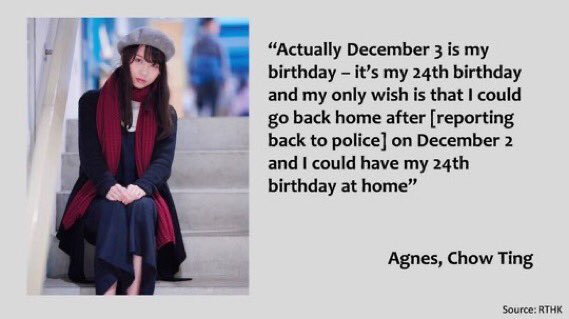 “Actually December 3 is my
birthday – it’s my 24th birthday
and my only wish is that I could
go back home after [reporting
back to police] on December 2
and I could have my 24th
birthday at home”
Agnes, Chow Ting
Source: RTHK